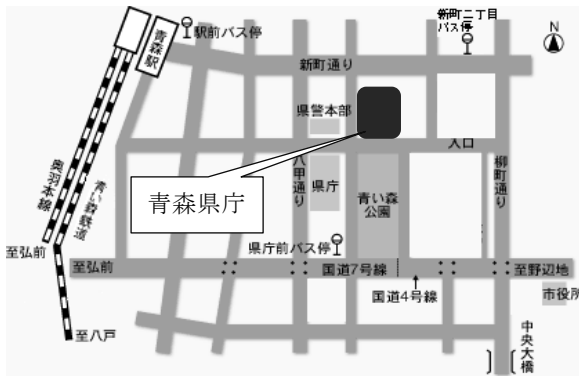 新町二丁目
バス停
駅前バス停
N
青森駅
新町通り
県警本部
入口
奥羽本線
青い森鉄道
八甲通り
柳町通り
青森県庁
県庁
青い森
公園
県庁前バス停
至弘前
至弘前
国道7号線
至野辺地
国道4号線
市役所
至八戸
中央大橋